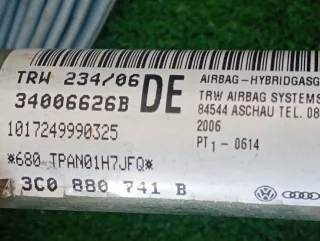 TRW 234/06
34006626B
DE
1017249990325
*680 TPAN01H7JFQ*
3C0 880 741 B
AIRBAG-HYBRIDGASG
TRW AIRBAG SYSTEMS
84544 ASCHAU TEL. 08
2006
PT1-0614